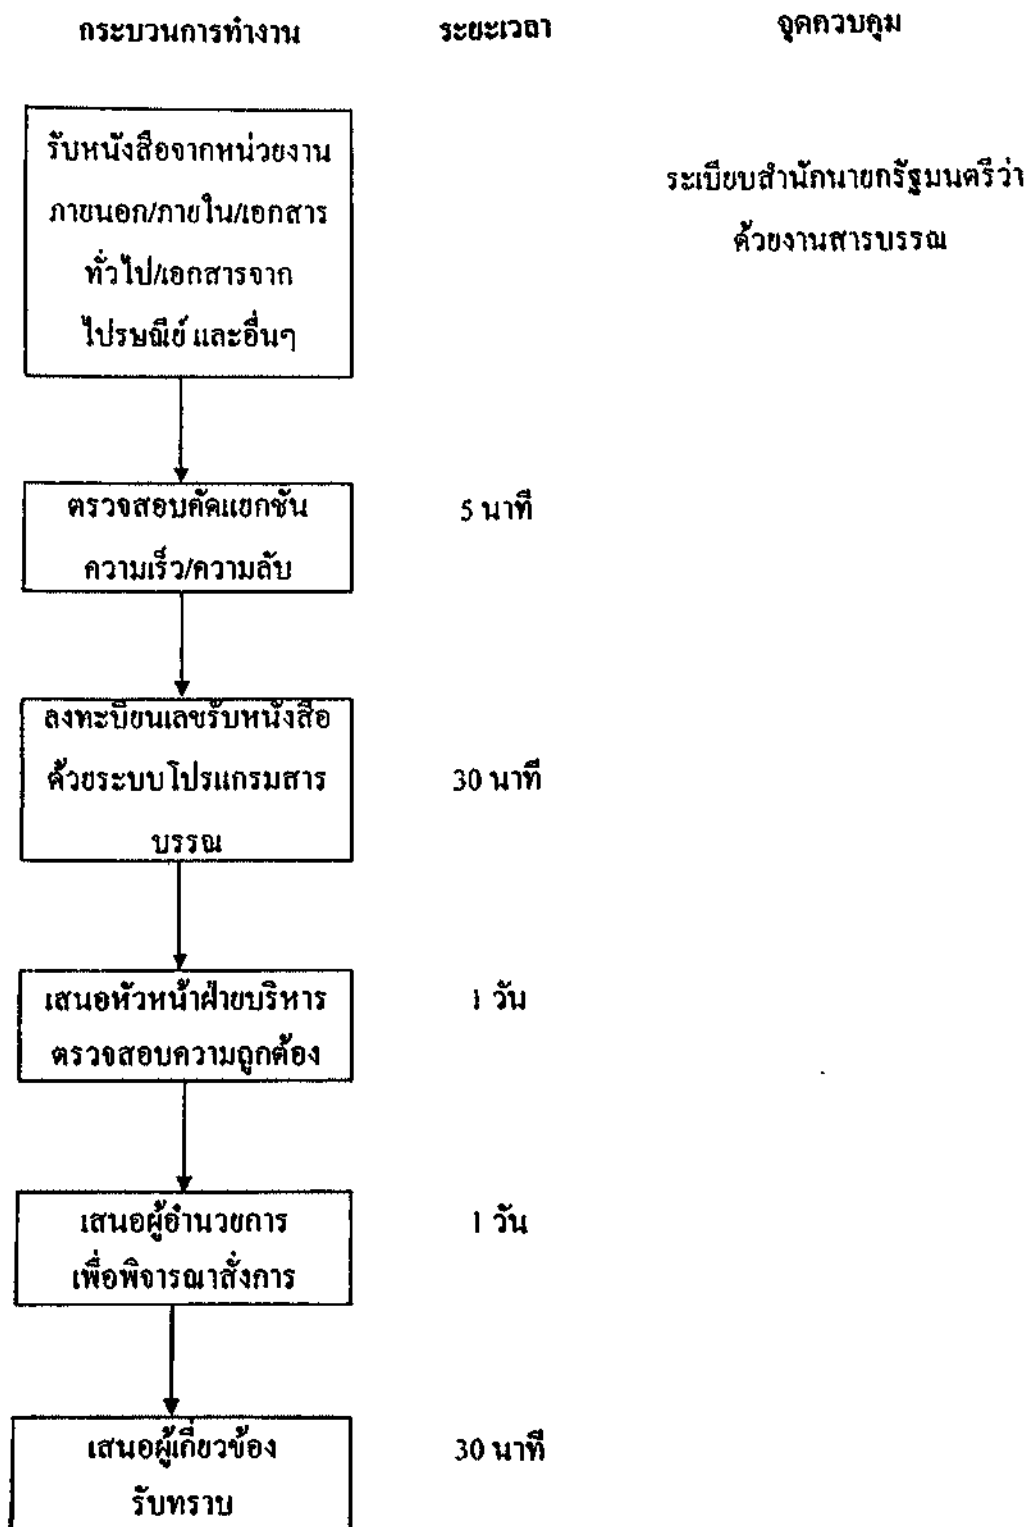 กระบวนการทำงาน ระยะเวลา จุดควบคุม
รับหนังสือจากหน่วยงาน
ภายนอก/ภายใน/เอกสาร
ทั่วไป/เอกสารจาก
ไปรษณีย์ และอื่นๆ
ระเบียบสำนักนายกรัฐมนตรีว่า
ด้วยงานสารบรรณ
ตรวจสอบคัดแยกชั้น
ความเร็ว/ความลับ
5 นาที
ลงทะบียนเลขรับหนังสือ
ด้วยระบบโปรแกรมสาร
บรรณ
30 นาที
เสนอหัวหน้าฝ่ายบริหาร
ตรวจสอบความถูกต้อง
1 วัน
เสนอผู้อำนวยการ
เพื่อพิจารณาสั่งการ
1 วัน
เสนอผู้เกี่ยวข้อง
รับทราบ
30 นาที